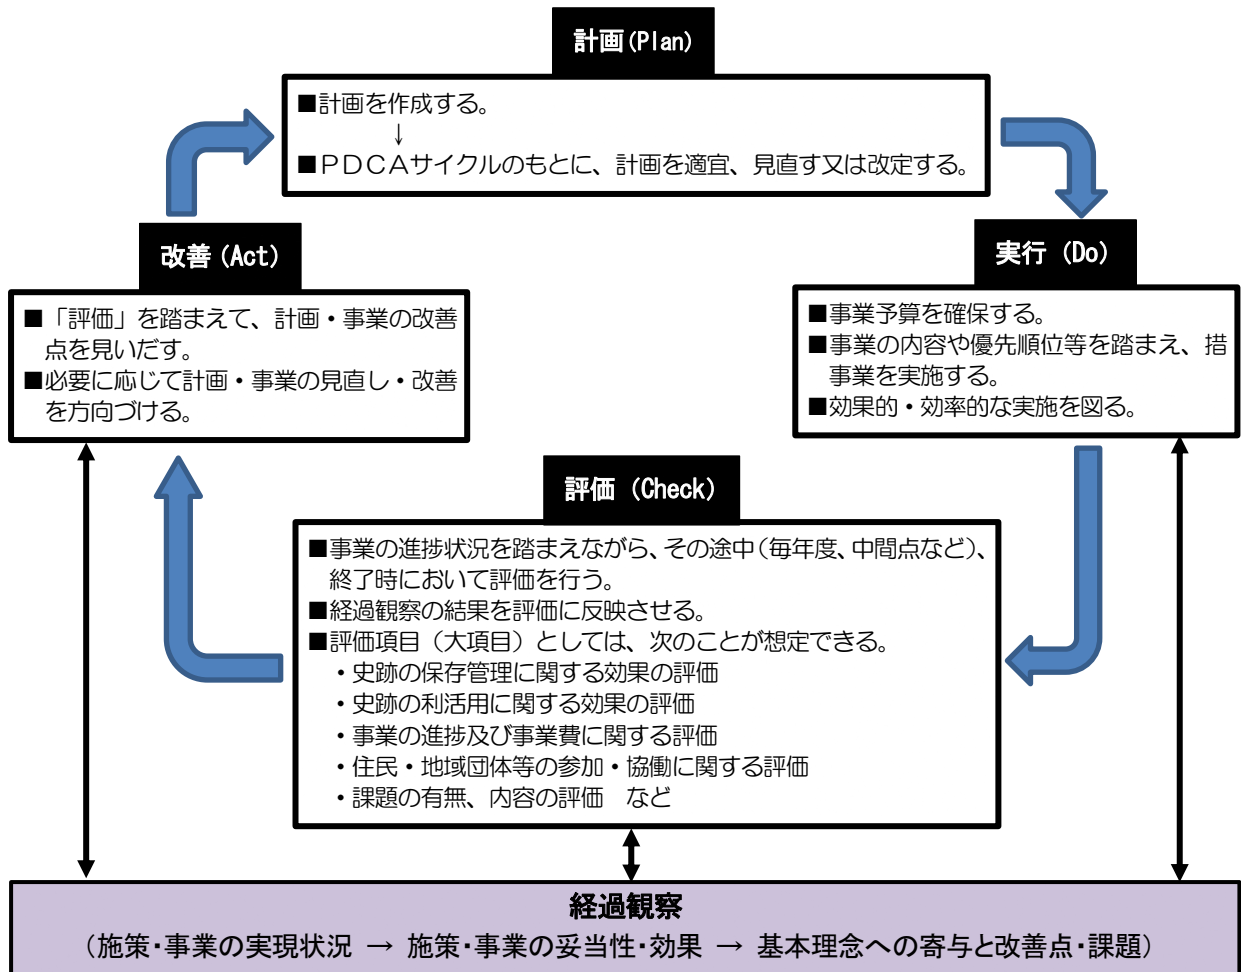 計画(Plan)
■計画を作成する。
↓
■PDCAサイクルのもとに、計画を適宜、見直す又は改定する。
改善(Act)
■「評価」を踏まえて、計画・事業の改善
点を見いだす。
■必要に応じて計画・事業の見直し・改善
を方向づける。
実行 (Do)
■事業予算を確保する。
■事業の内容や優先順位等を踏まえ、措
事業を実施する。
■効果的・効率的な実施を図る。
評価 (Check)
■事業の進捗状況を踏まえながら、その途中(毎年度、中間点など)、
終了時において評価を行う。
■経過観察の結果を評価に反映させる。
■評価項目(大項目)としては、次のことが想定できる。
・史跡の保存管理に関する効果の評価
・史跡の利活用に関する効果の評価
・事業の進捗及び事業費に関する評価
・住民・地域団体等の参加・協働に関する評価
・課題の有無、内容の評価 など
経過観察
(施策・事業の実現状況 → 施策・事業の妥当性・効果 → 基本理念への寄与と改善点・課題)